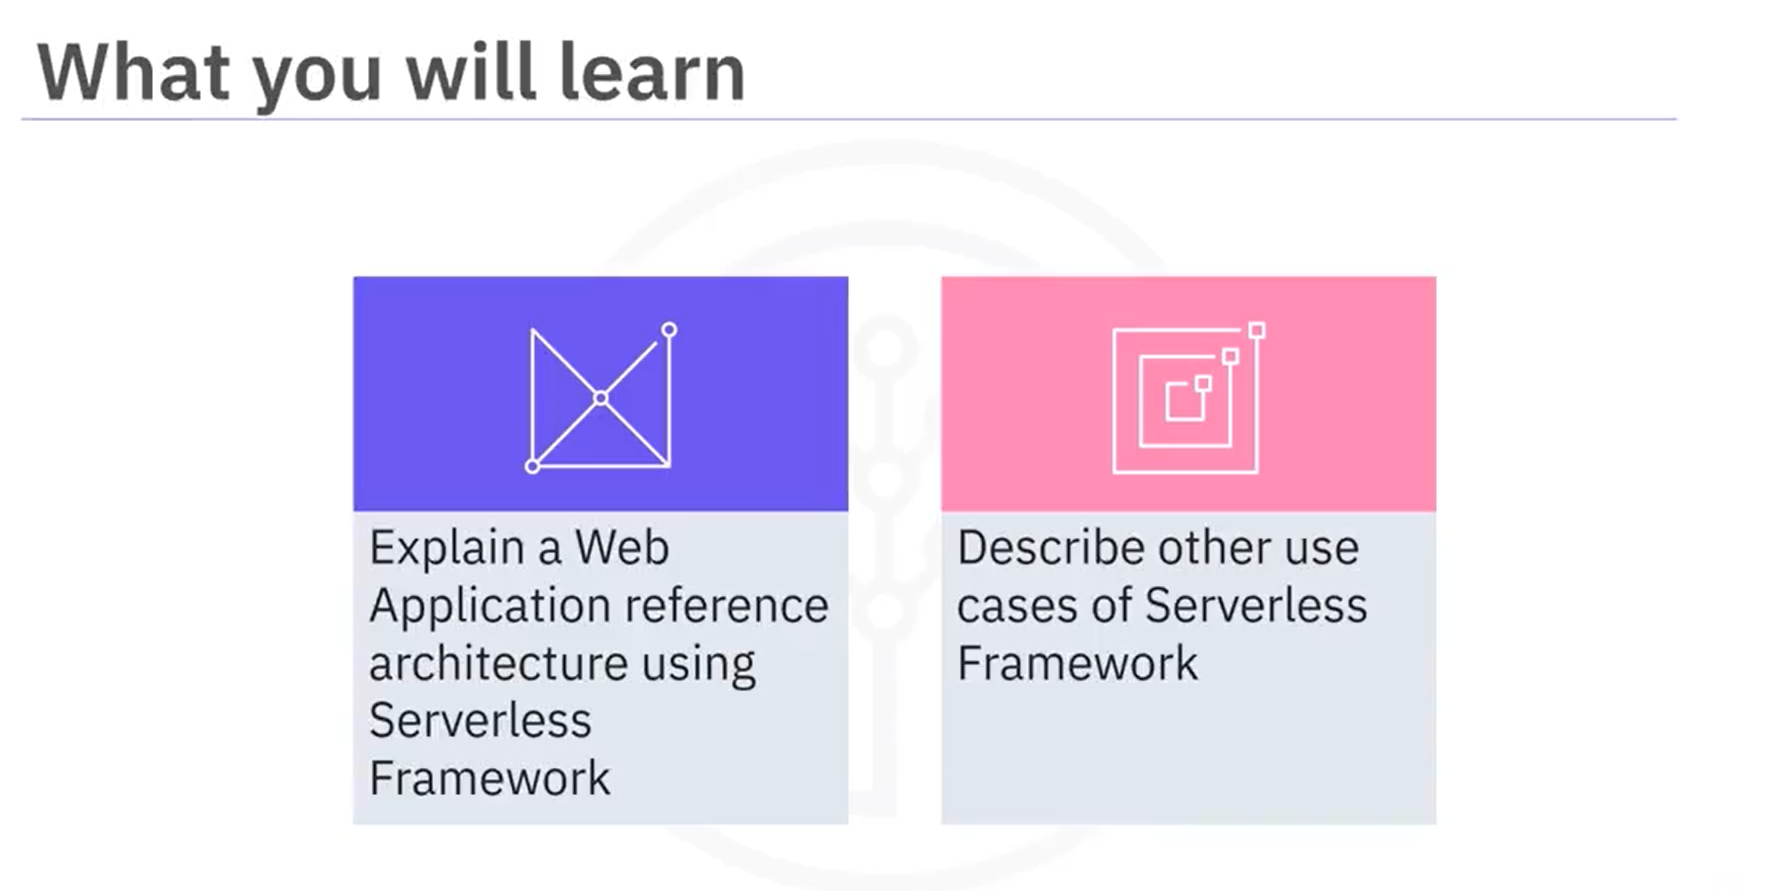 What you will learn
Explain a Web
Application reference
architecture using
Serverless
Framework
Describe other use
cases of Serverless
Framework